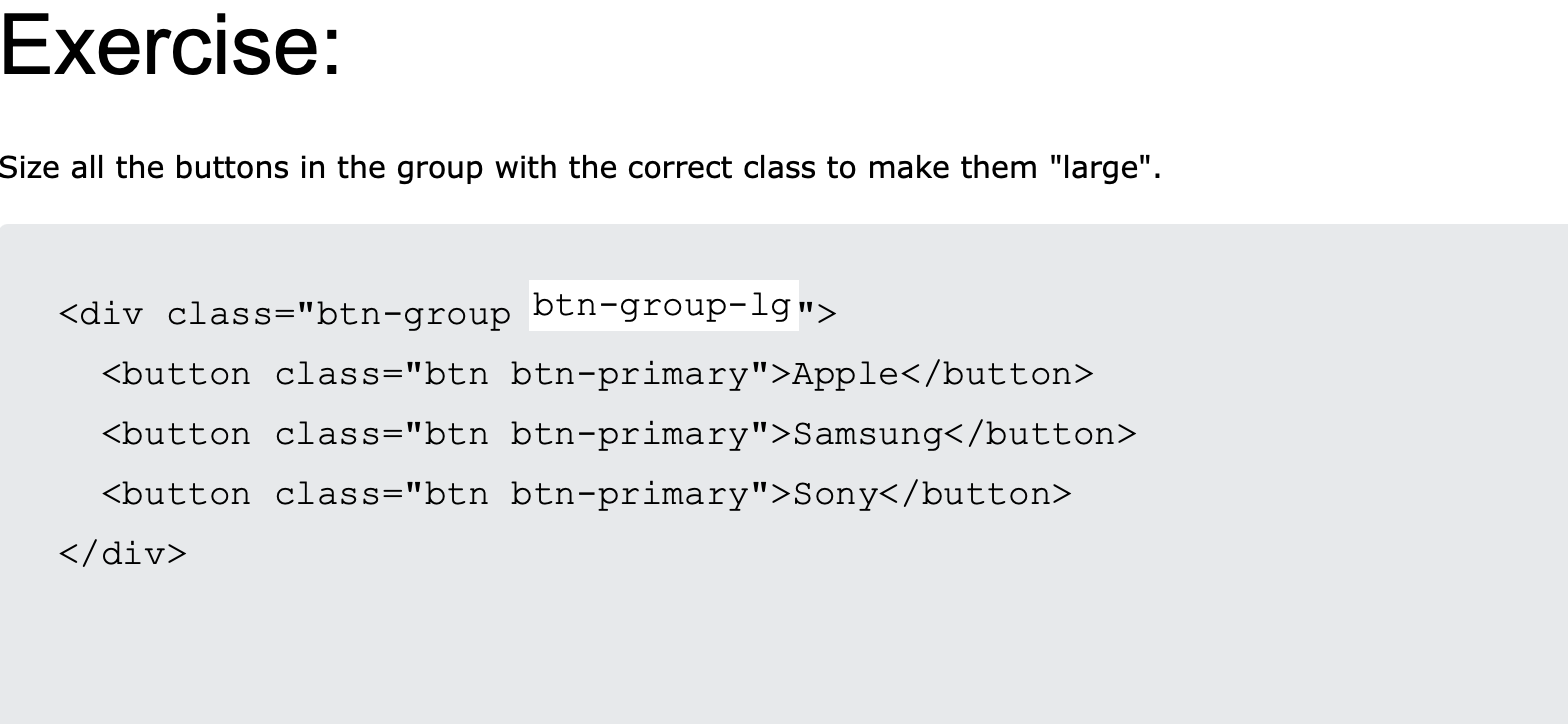 Exercise:
Size all the buttons in the group with the correct class to make them "large".
<div class="btn-group btn-group-lg">
  <button class="btn btn-primary">Apple</button>
  <button class="btn btn-primary">Samsung</button>
  <button class="btn btn-primary">Sony</button>
</div>